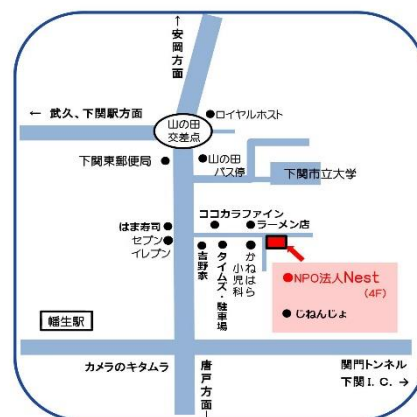 ←安岡方面
← 武久、下関駅方面
ロイヤルホスト
山の田
交差点
下関東郵便局
山の田
バス停
下関市立大学
ココカラファイン
はま寿司
ラーメン店
セブン
イレブン
吉野家
タイムズ・駐車場
かねはら
小児科
NPO法人Nest
(4F)
じねんじょ
幡生駅
カメラのキタムラ
唐戸方面→
関門トンネル
下関I.C. →